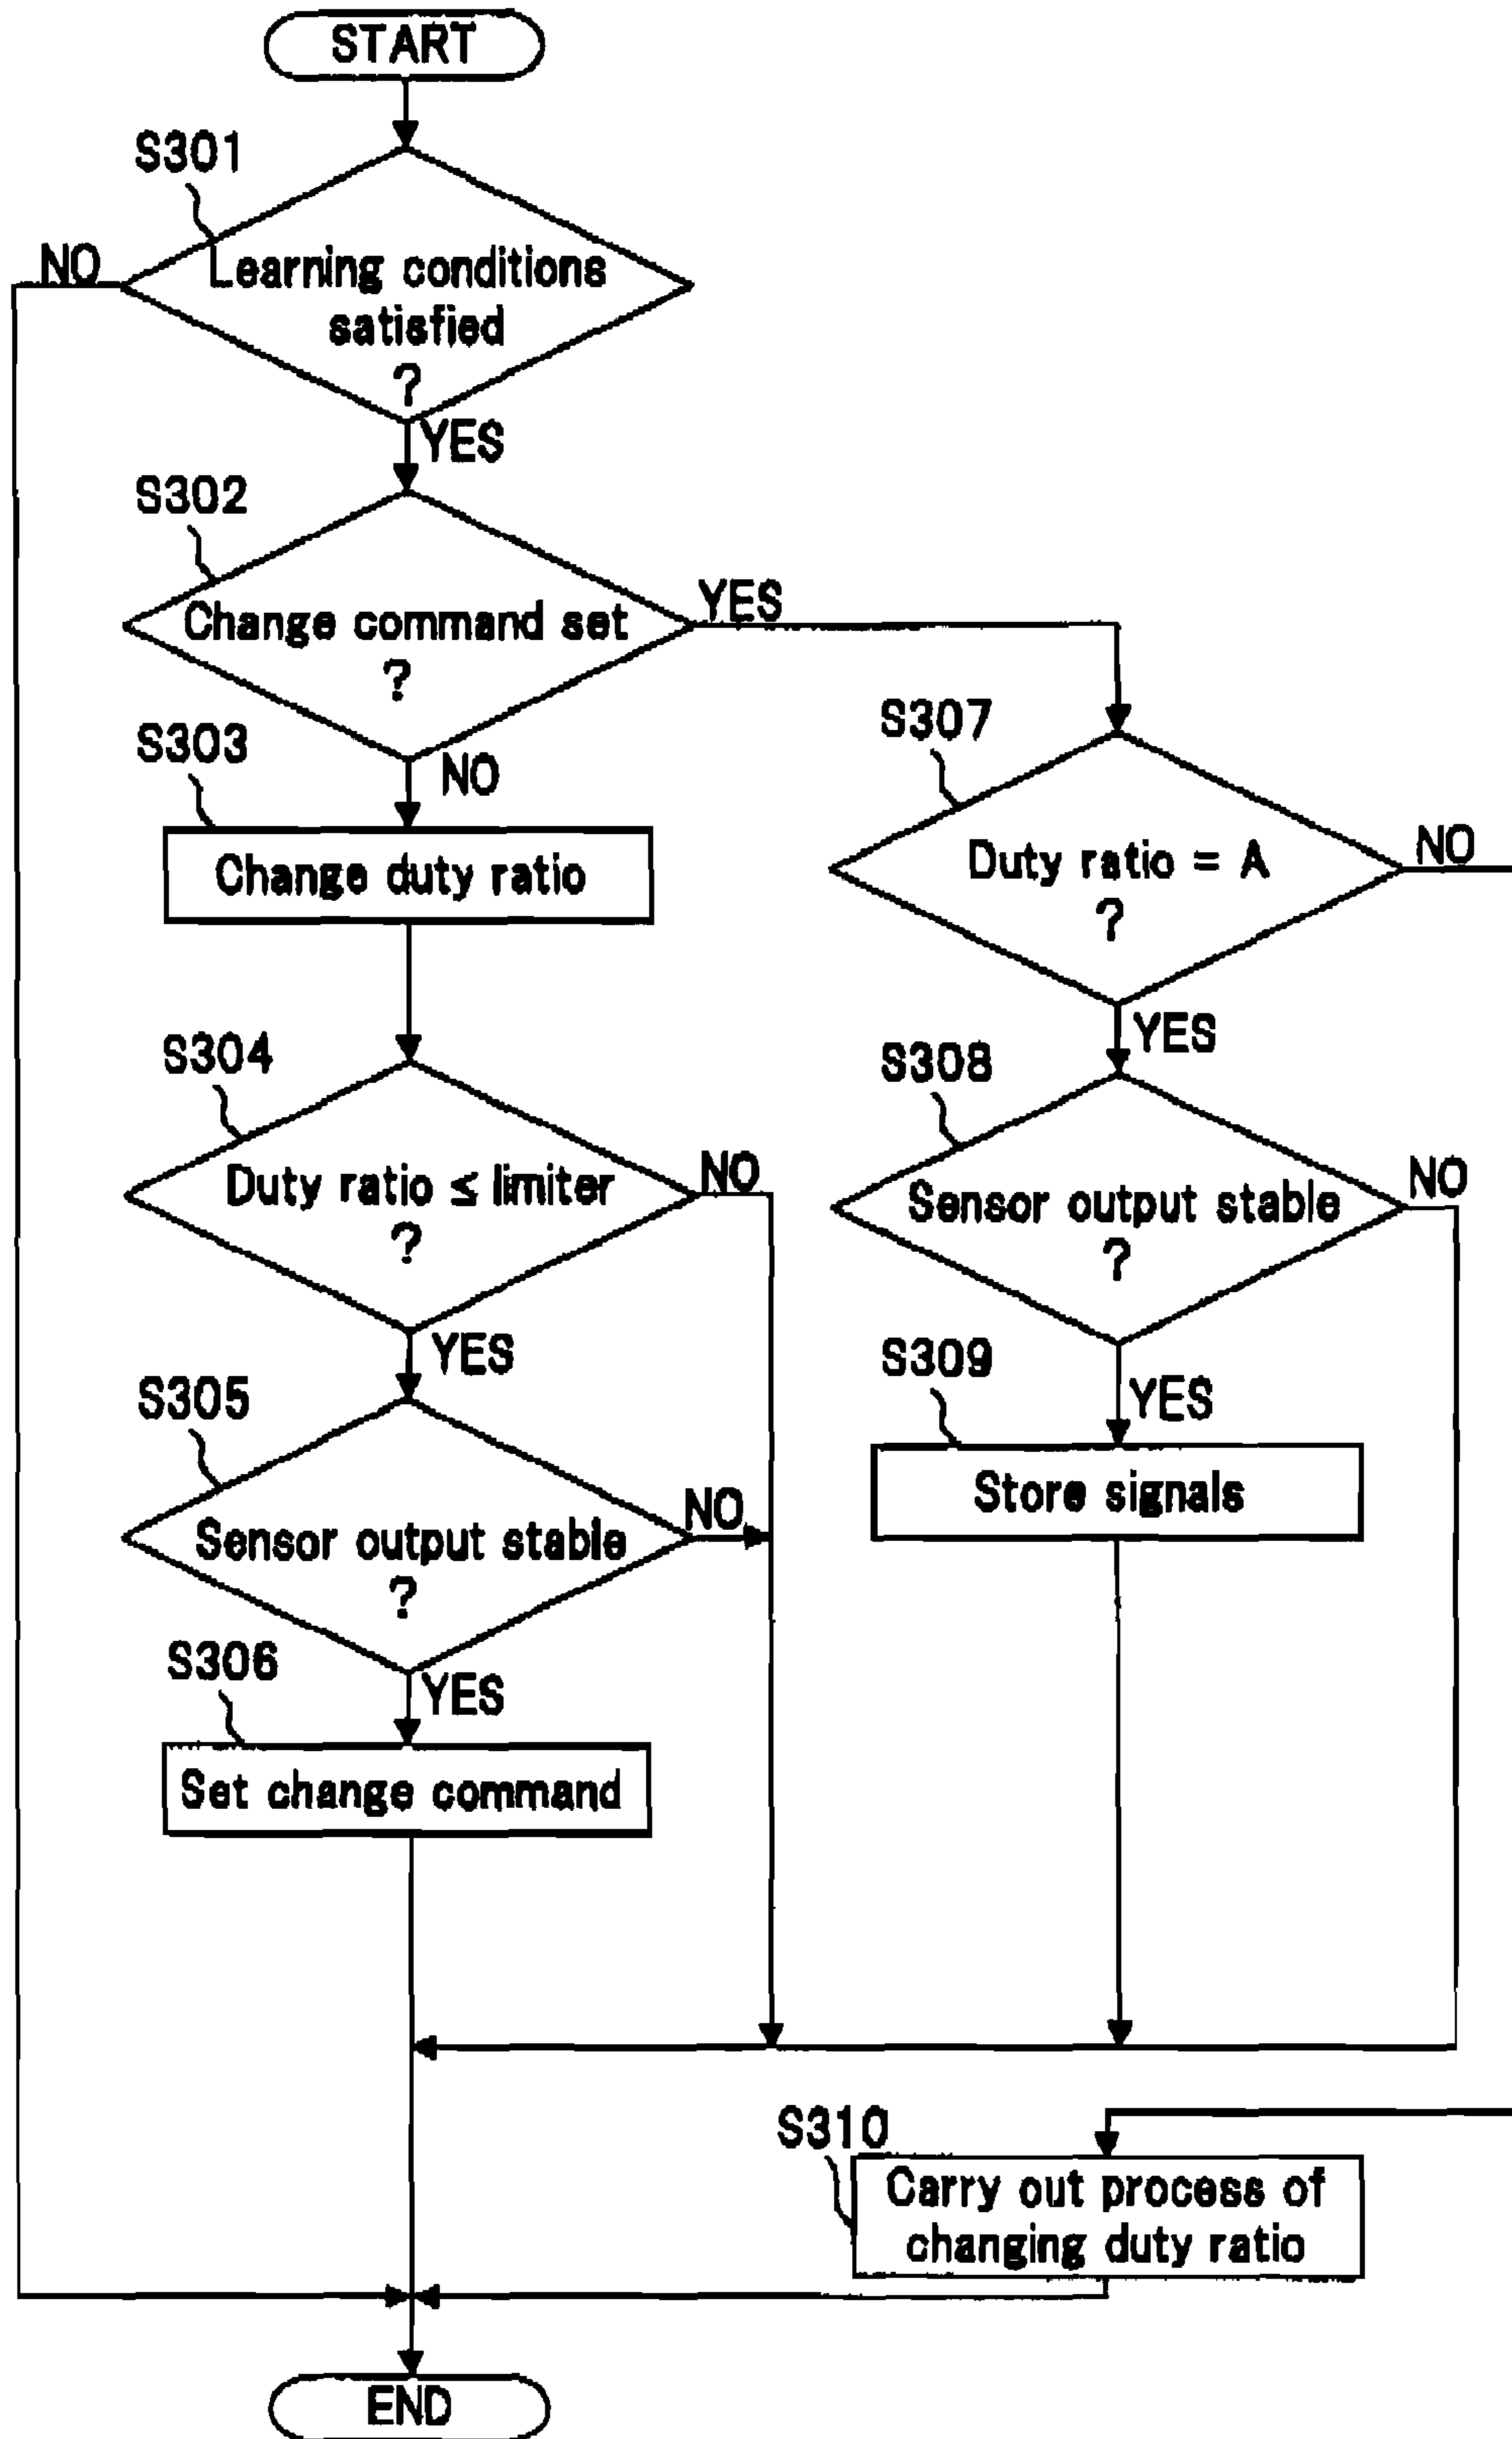 START
S301
NO
Learning conditions
satisfied
?
YES
S302
Change command set
?
YES
S303
NO
Change duty ratio
S307
Duty ratio = A
?
NO
YES
S304
Duty ratio ≤ limiter
?
NO
YES
S308
Sensor output stable
?
NO
S305
Sensor output stable
?
NO
S309
YES
Store signals
S306
YES
Set change command
S310
Carry out process of
changing duty ratio
END